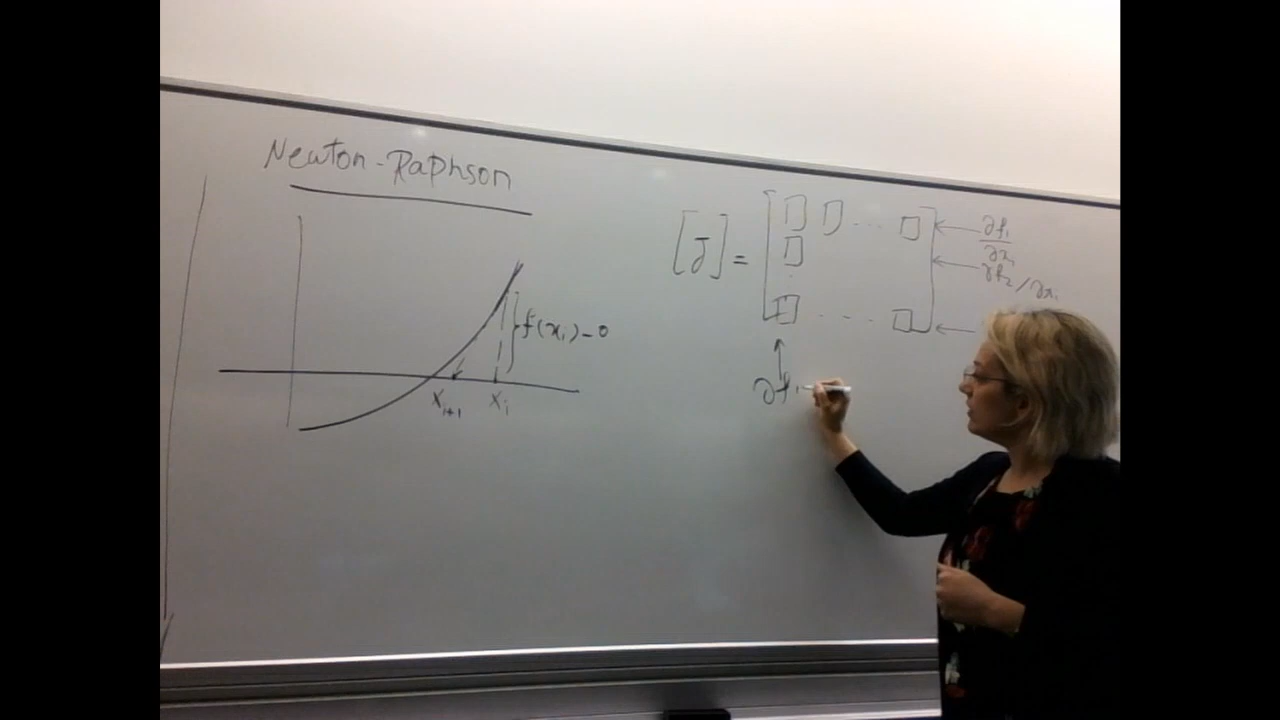 Newton-Raphson
f(xᵢ)-0
xᵢ₊₁ xᵢ
[J] =
∂f₁
∂x₁
∂f₂/∂x₁
∂f₁